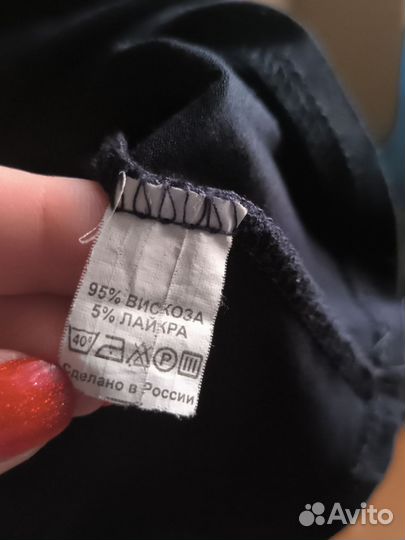 95% ВИСКОЗА
5% ЛАЙКРА
40° P
сделано в России
Avito